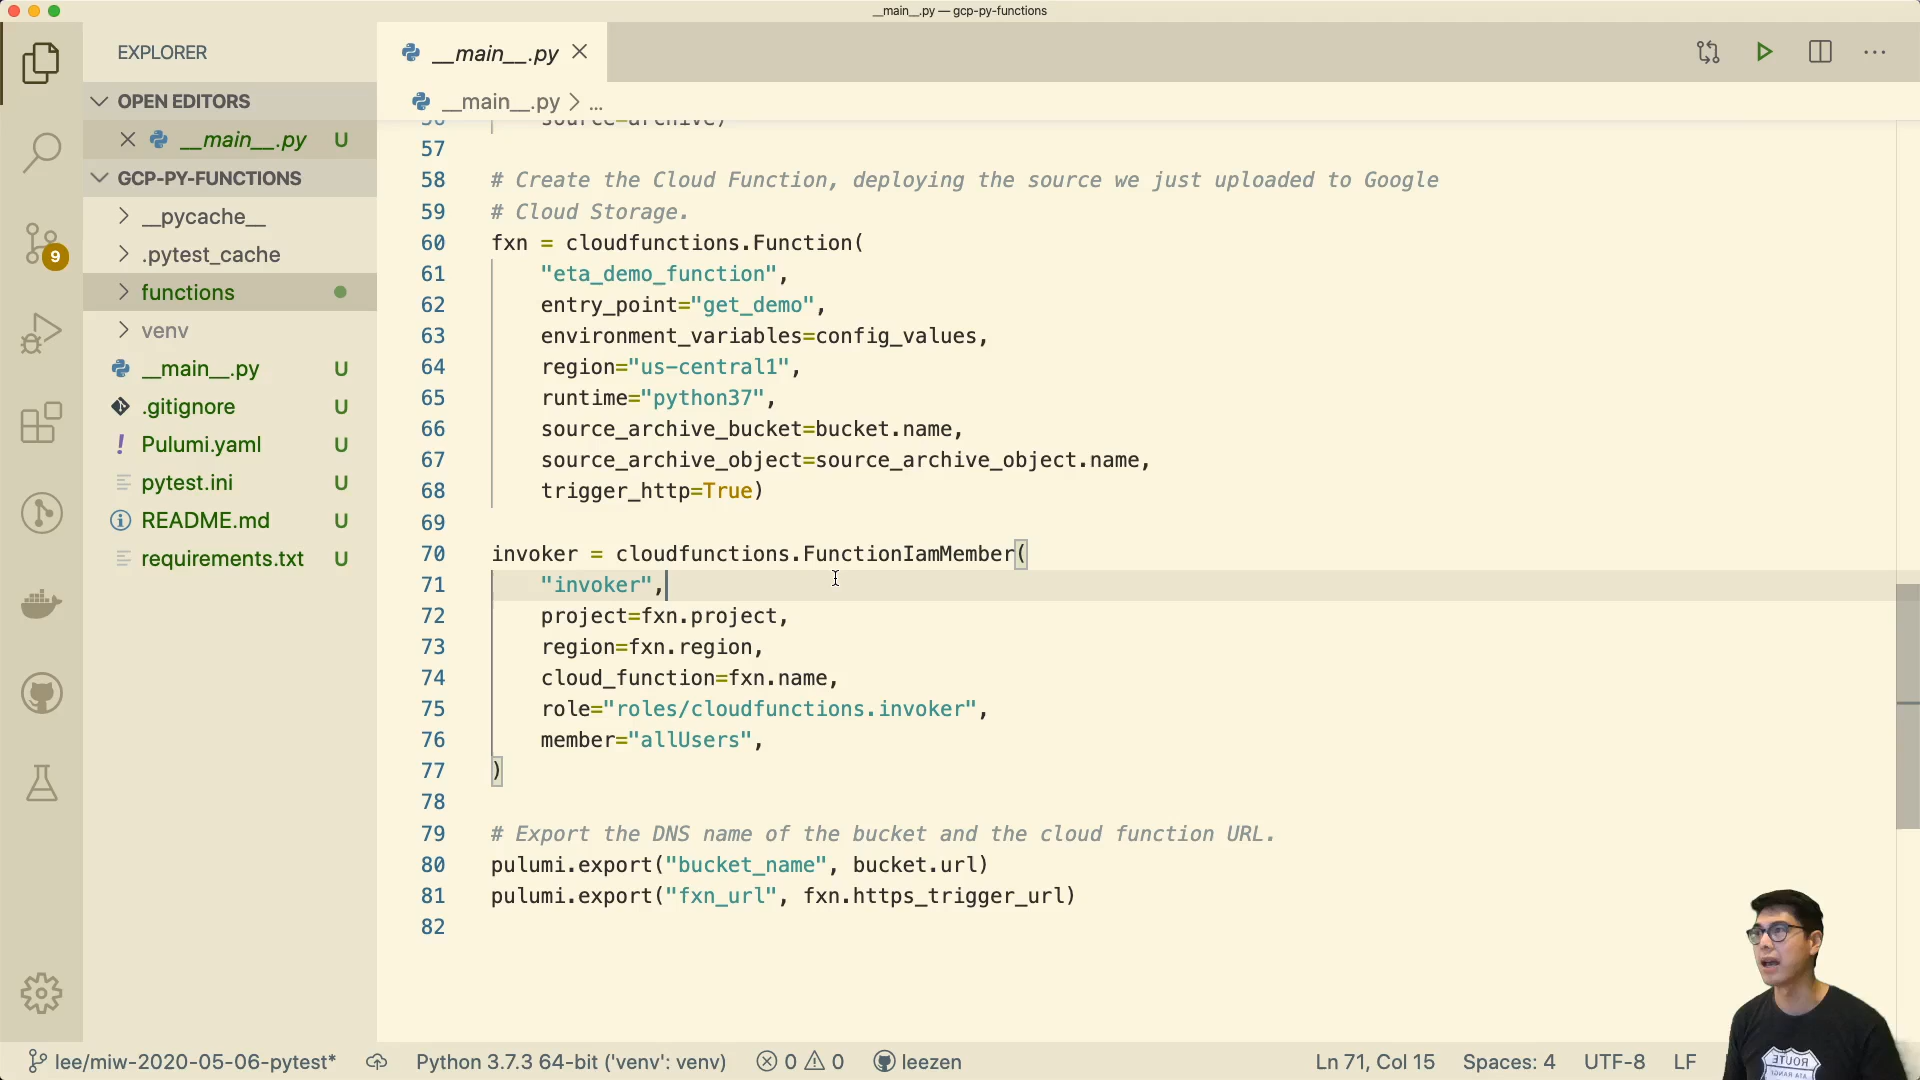 __main__.py — gcp-py-functions
EXPLORER
OPEN EDITORS
__main__.py U
GCP-PY-FUNCTIONS
__pycache__
.pytest_cache
functions
venv
__main__.py U
.gitignore U
Pulumi.yaml U
pytest.ini U
README.md U
requirements.txt U
9
__main__.py
__main__.py > ...
56 source=archive)
57
58 # Create the Cloud Function, deploying the source we just uploaded to Google
59 # Cloud Storage.
60 fxn = cloudfunctions.Function(
61 "eta_demo_function",
62 entry_point="get_demo",
63 environment_variables=config_values,
64 region="us-central1",
65 runtime="python37",
66 source_archive_bucket=bucket.name,
67 source_archive_object=source_archive_object.name,
68 trigger_http=True)
69
70 invoker = cloudfunctions.FunctionIamMember(
71 "invoker",
72 project=fxn.project,
73 region=fxn.region,
74 cloud_function=fxn.name,
75 role="roles/cloudfunctions.invoker",
76 member="allUsers",
77 )
78
79 # Export the DNS name of the bucket and the cloud function URL.
80 pulumi.export("bucket_name", bucket.url)
81 pulumi.export("fxn_url", fxn.https_trigger_url)
82
lee/miw-2020-05-06-pytest* Python 3.7.3 64-bit ('venv': venv) 0 0 leezen Ln 71, Col 15 Spaces: 4 UTF-8 LF
ROUTE